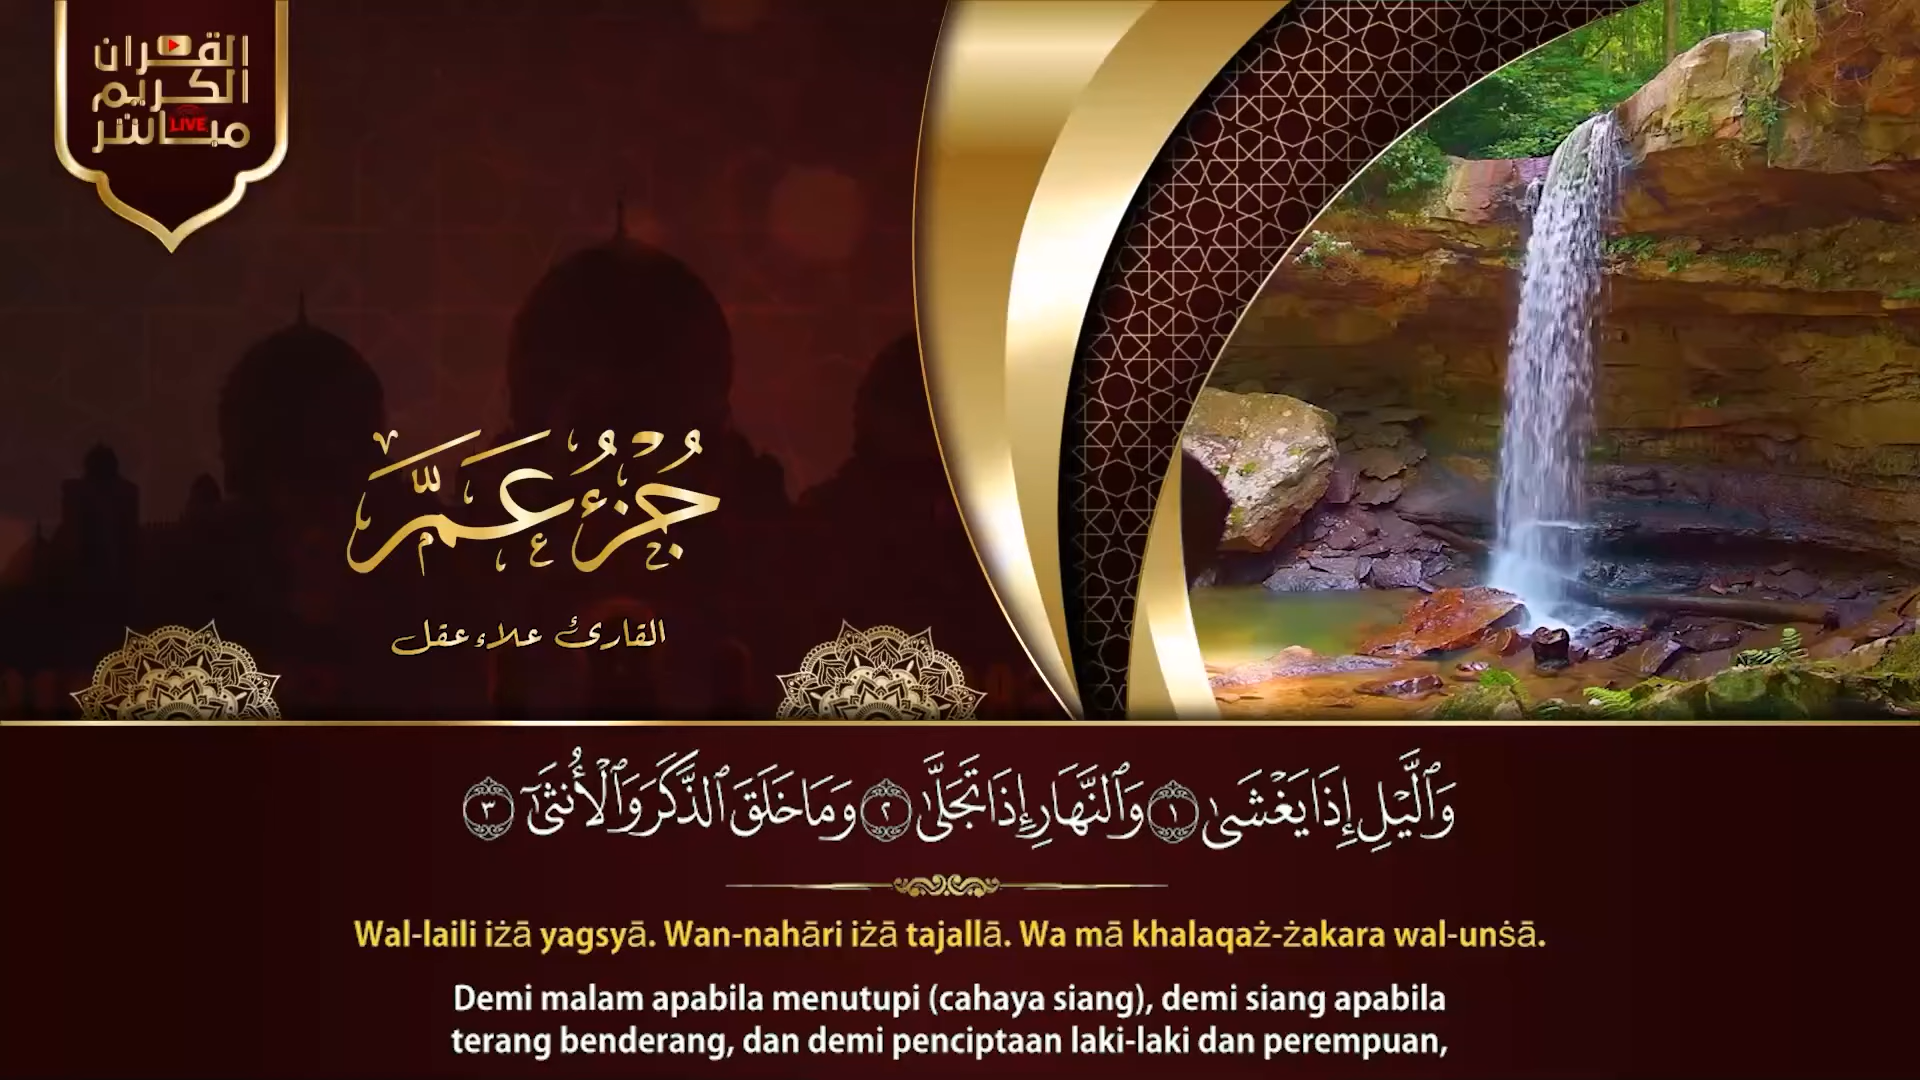 القرآن
الكريم
مباشر
LIVE
جُزْءُ عَمَّ
القارئ علاء عقل
وَٱلَّيْلِ إِذَا يَغْشَىٰ ١ وَٱلنَّهَارِ إِذَا تَجَلَّىٰ ٢ وَمَا خَلَقَ ٱلذَّكَرَ وَٱلْأُنثَىٰٓ ٣
Wal-laili iżā yagsyā. Wan-nahāri iżā tajallā. Wa mā khalaqaż-żakara wal-unṡā.
Demi malam apabila menutupi (cahaya siang), demi siang apabila
terang benderang, dan demi penciptaan laki-laki dan perempuan,